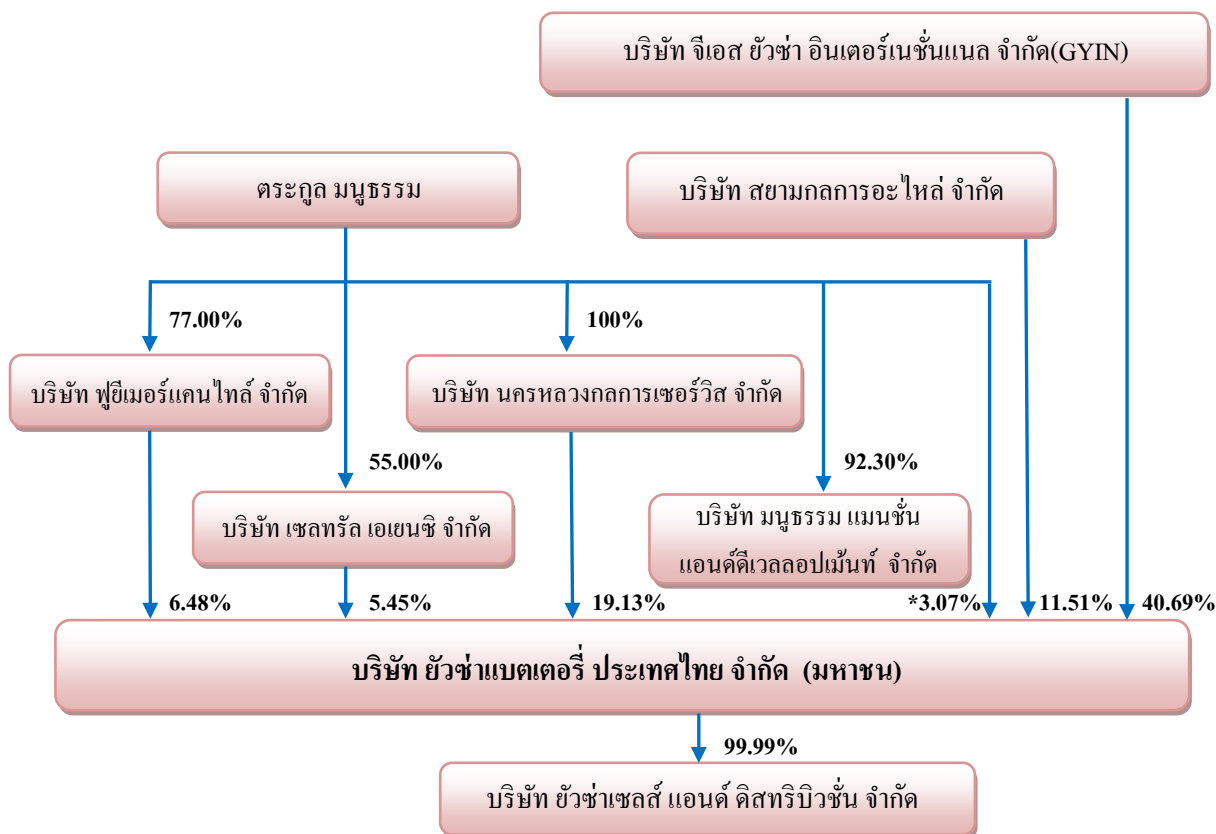 บริษัท จีเอส ยัวซ่า อินเตอร์เนชั่นแนล จำกัด(GYIN)
ตระกูล มนูธรรม
บริษัท สยามกลการอะไหล่ จำกัด
77.00%
100%
บริษัท ฟูยีเมอร์แคนไทล์ จำกัด
บริษัท นครหลวงกลการเซอร์วิส จำกัด
55.00%
92.30%
บริษัท เซลทรัล เอเยนซี จำกัด
บริษัท มนูธรรม แมนชั่น
แอนด์ดีเวลลอปเม้นท์ จำกัด
6.48%
5.45%
19.13%
*3.07%
11.51%
40.69%
บริษัท ยัวซ่าแบตเตอรี่ ประเทศไทย จำกัด (มหาชน)
99.99%
บริษัท ยัวซ่าเซลส์ แอนด์ ดิสทริบิวชั่น จำกัด